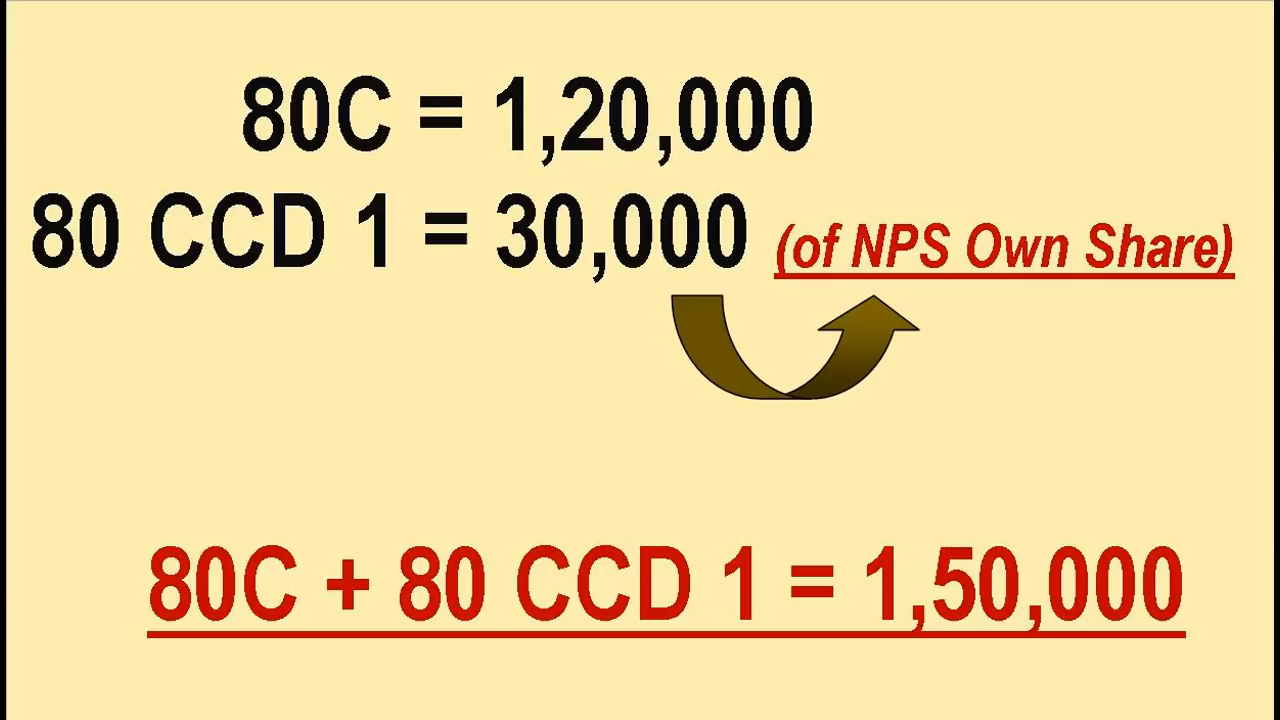 80C = 1,20,000
80 CCD 1 = 30,000 (of NPS Own Share)
80C + 80 CCD 1 = 1,50,000